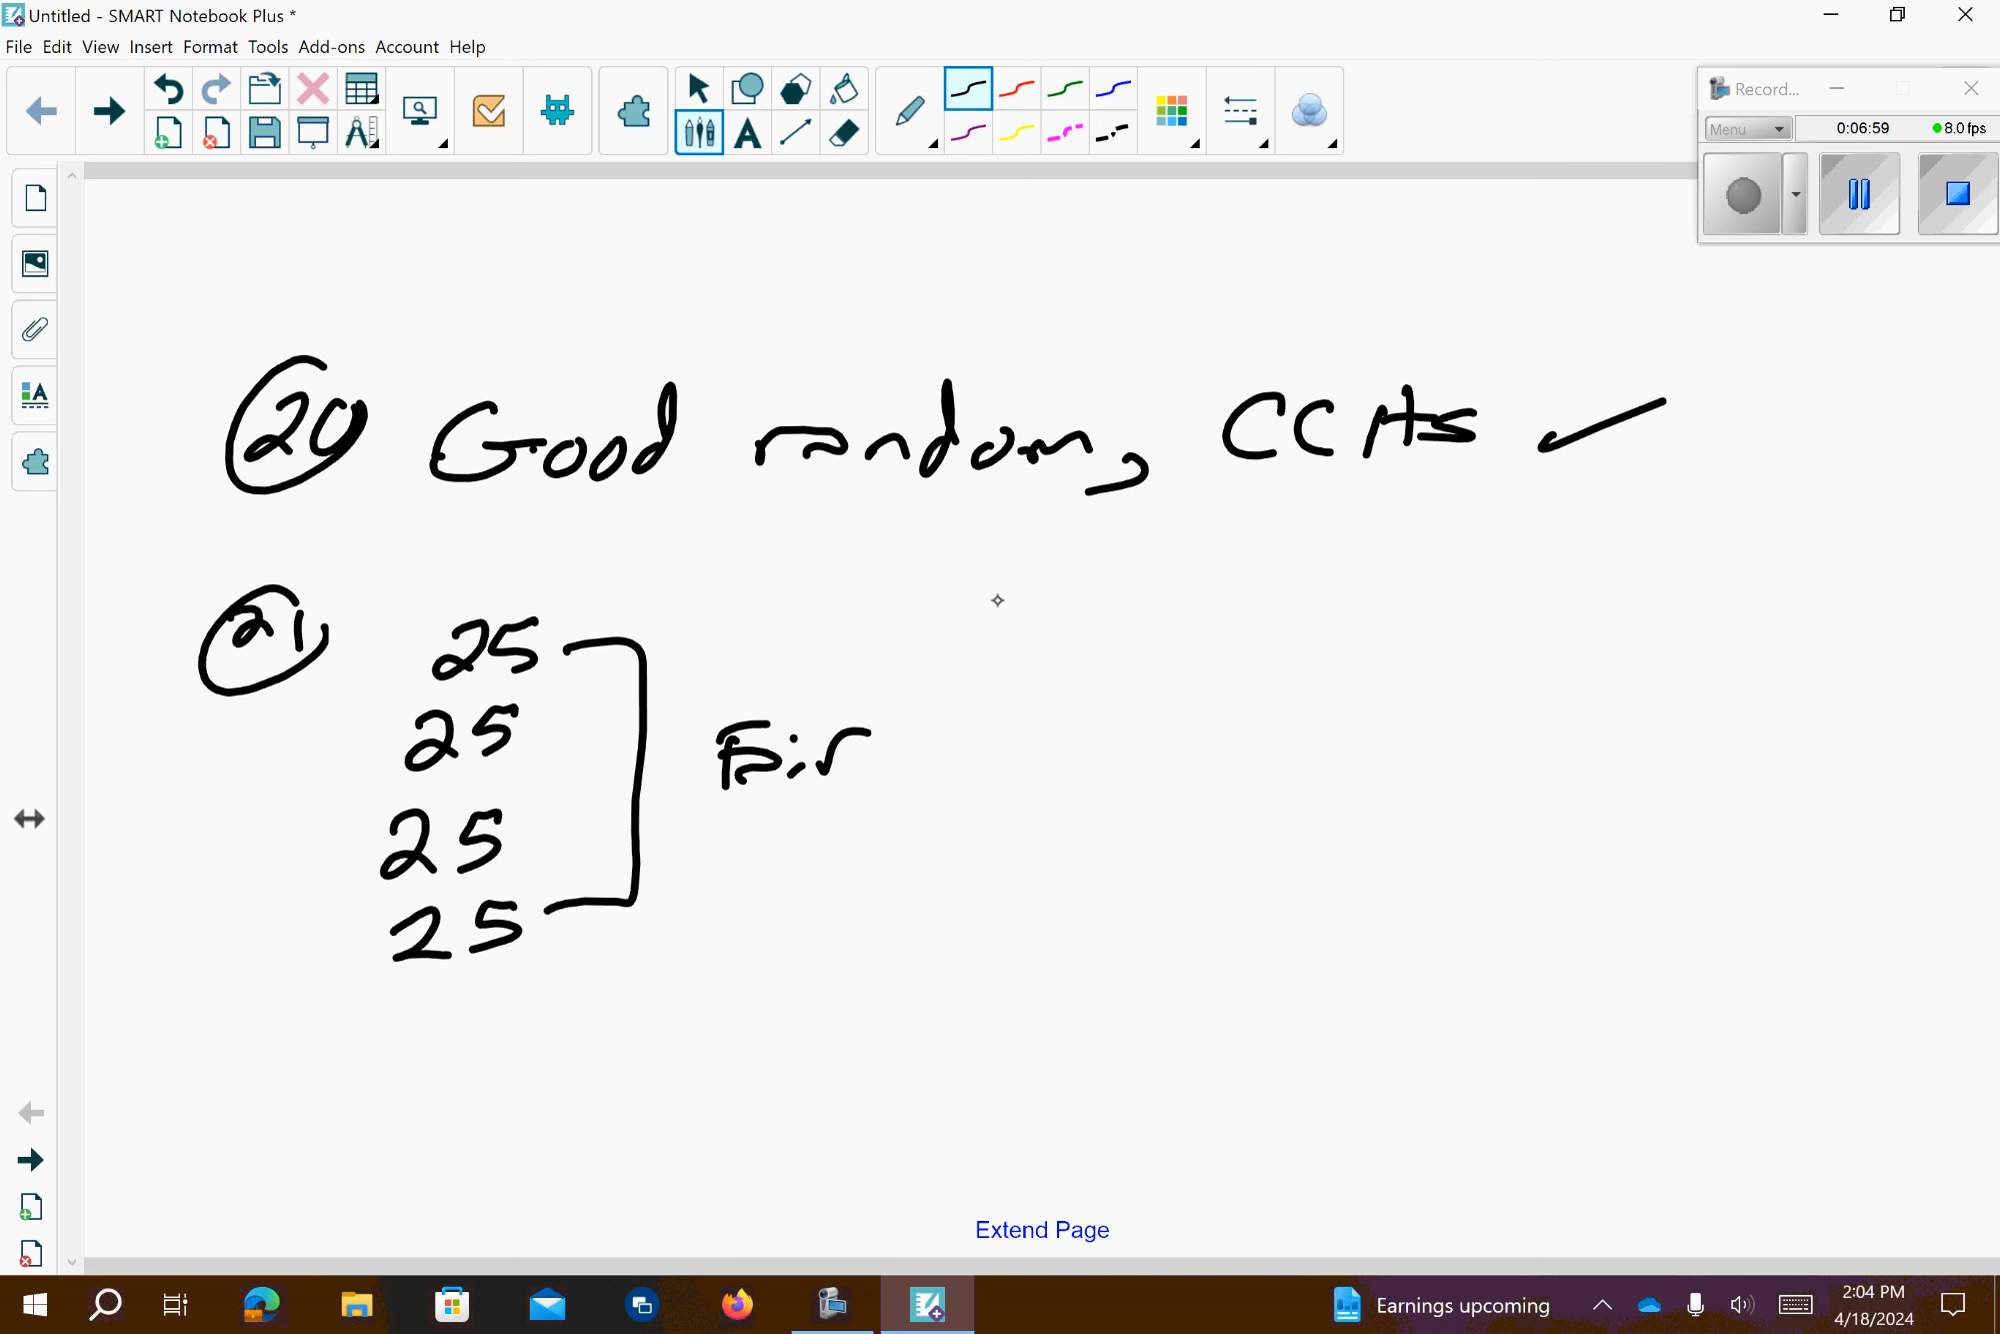 Untitled - SMART Notebook Plus *
File Edit View Insert Format Tools Add-ons Account Help
Record...
Menu 0:06:59 8.0 fps
20 Good random, CCHs
21 25
25
25
25
Fair
Extend Page
Earnings upcoming
2:04 PM
4/18/2024